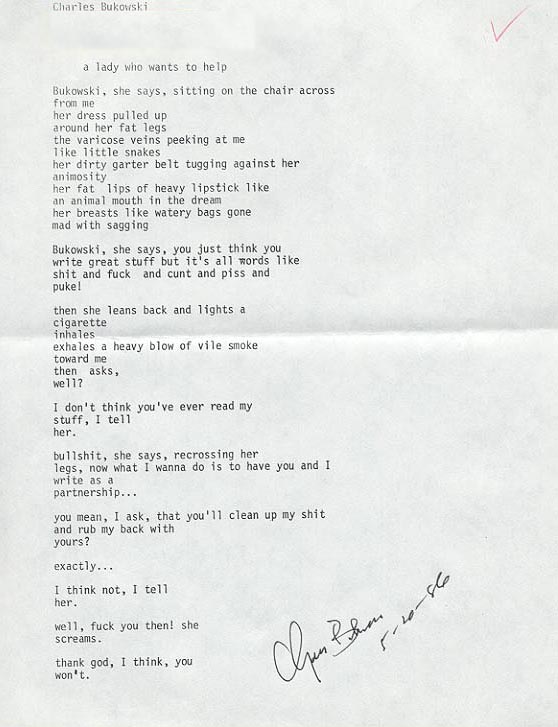 Charles Bukowski
a lady who wants to help
Bukowski, she says, sitting on the chair across
from me
her dress pulled up
around her fat legs
the varicose veins peeking at me
like little snakes
her dirty garter belt tugging against her
animosity
her fat lips of heavy lipstick like
an animal mouth in the dream
her breasts like watery bags gone
mad with sagging
Bukowski, she says, you just think you
write great stuff but it's all words like
shit and fuck and cunt and piss and
puke!
then she leans back and lights a
cigarette
inhales
exhales a heavy blow of vile smoke
toward me
then asks,
well?
I don't think you've ever read my
stuff, I tell
her.
bullshit, she says, recrossing her
legs, now what I wanna do is to have you and I
write as a
partnership...
you mean, I ask, that you'll clean up my shit
and rub my back with
yours?
exactly...
I think not, I tell
her.
well, fuck you then! she
screams.
thank god, I think, you
won't.
5-20-86